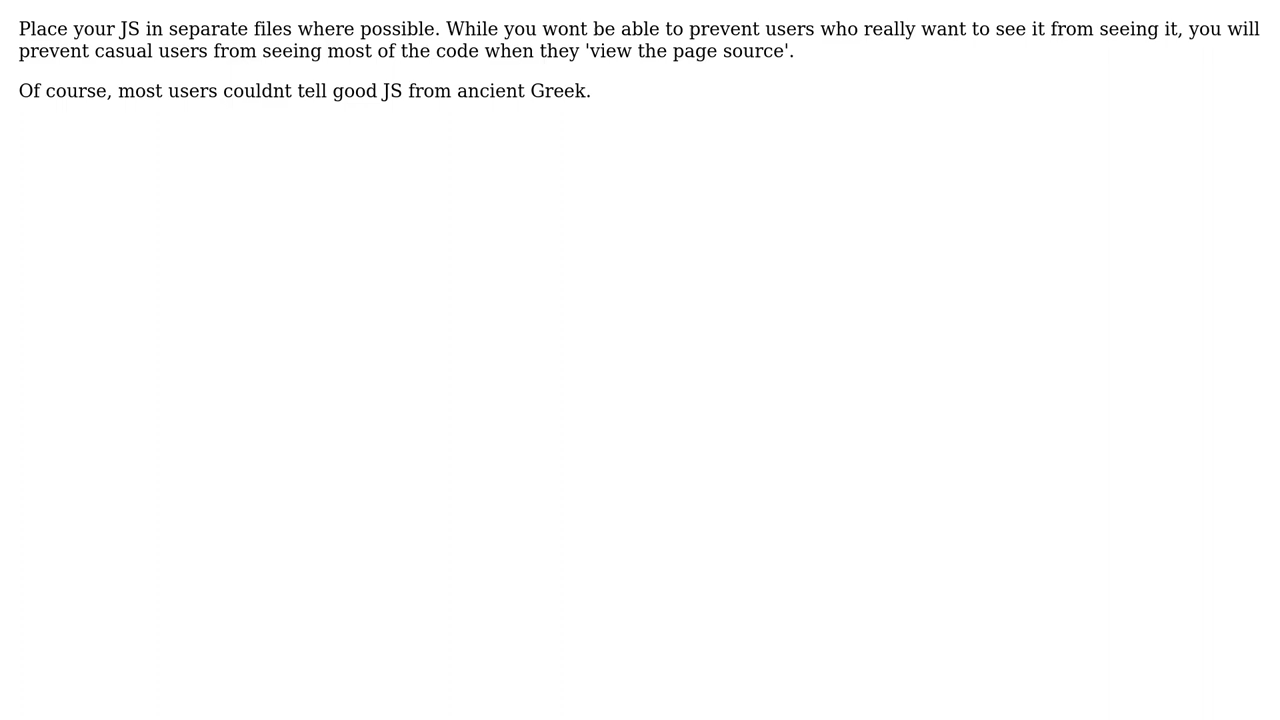 Place your JS in separate files where possible. While you wont be able to prevent users who really want to see it from seeing it, you will
prevent casual users from seeing most of the code when they 'view the page source'.
Of course, most users couldnt tell good JS from ancient Greek.